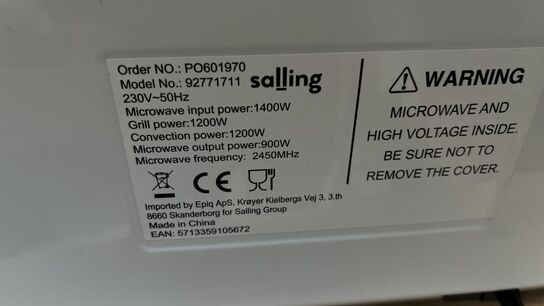 Order NO.: PO601970
Model No.: 92771711 salling
230V~50Hz
Microwave input power:1400W
Grill power:1200W
Convection power:1200W
Microwave output power:900W
Microwave frequency: 2450MHz
CE
Imported by Epiq ApS, Krøyer Kielbergs Vej 3, 3.th
8660 Skanderborg for Salling Group
Made in China
EAN: 5713359105672
WARNING
MICROWAVE AND
HIGH VOLTAGE INSIDE.
BE SURE NOT TO
REMOVE THE COVER.